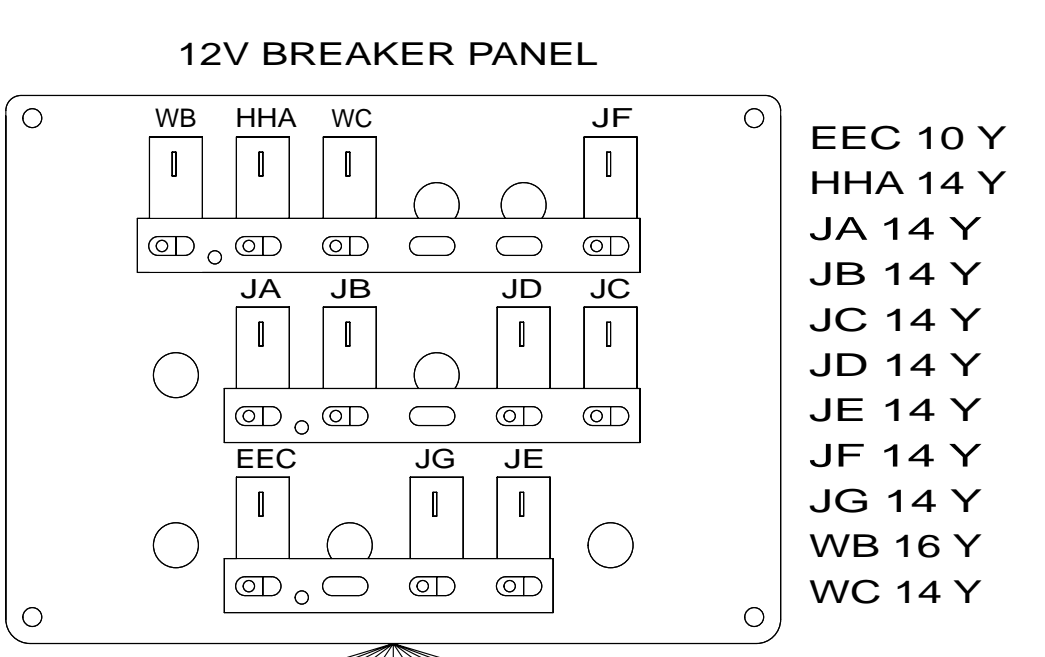 12V BREAKER PANEL
WB HHA WC JF
JA JB JD JC
EEC JG JE
EEC 10 Y
HHA 14 Y
JA 14 Y
JB 14 Y
JC 14 Y
JD 14 Y
JE 14 Y
JF 14 Y
JG 14 Y
WB 16 Y
WC 14 Y